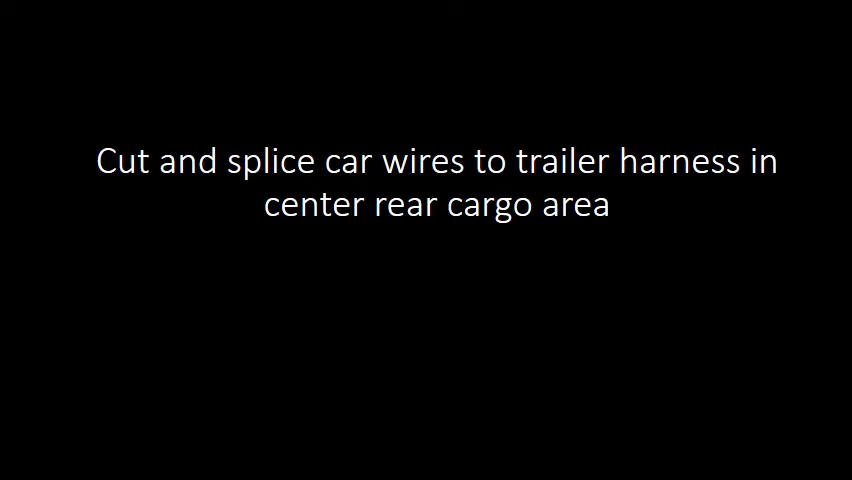 Cut and splice car wires to trailer harness in
center rear cargo area